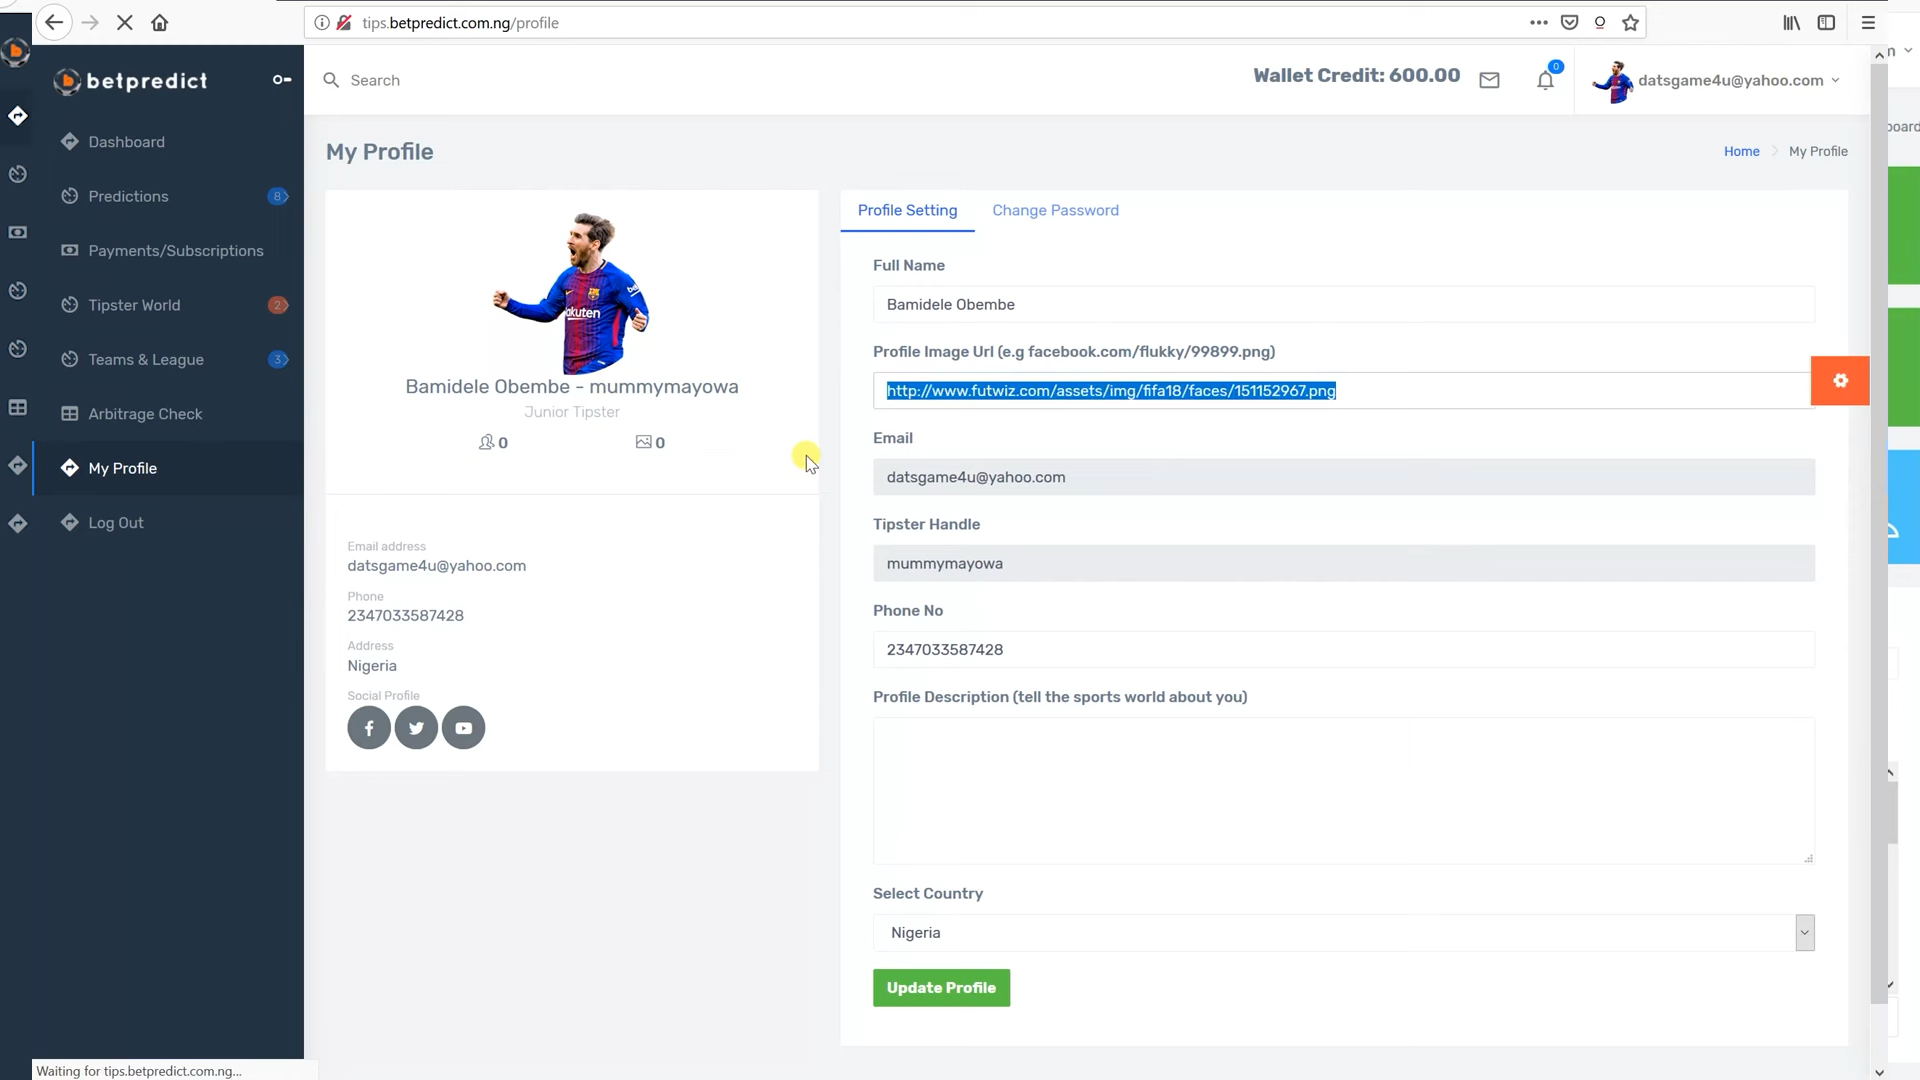 tips.betpredict.com.ng/profile
betpredict
Search
Wallet Credit: 600.00
0
datsgame4u@yahoo.com
Dashboard
Predictions
8
Payments/Subscriptions
Tipster World
2
Teams & League
3
Arbitrage Check
My Profile
Log Out
My Profile
Home
My Profile
Bamidele Obembe - mummymayowa
Junior Tipster
0
0
Email address
datsgame4u@yahoo.com
Phone
2347033587428
Address
Nigeria
Social Profile
Profile Setting
Change Password
Full Name
Bamidele Obembe
Profile Image Url (e.g facebook.com/flukky/99899.png)
http://www.futwiz.com/assets/img/fifa18/faces/151152967.png
Email
datsgame4u@yahoo.com
Tipster Handle
mummymayowa
Phone No
2347033587428
Profile Description (tell the sports world about you)
Select Country
Nigeria
Update Profile
Waiting for tips.betpredict.com.ng...